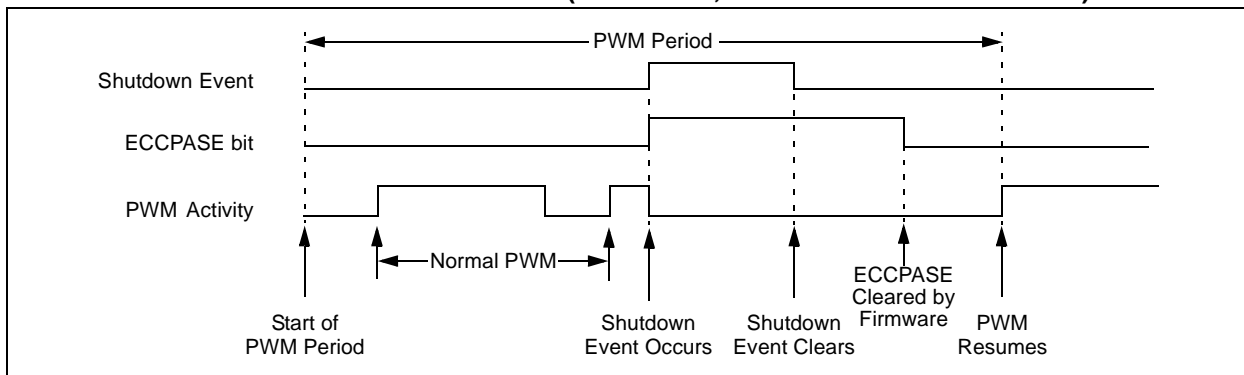 PWM Period
Shutdown Event
ECCPASE bit
PWM Activity
Normal PWM
Start of
PWM Period
Shutdown
Event Occurs
Shutdown
Event Clears
ECCPASE
Cleared by
Firmware
PWM
Resumes